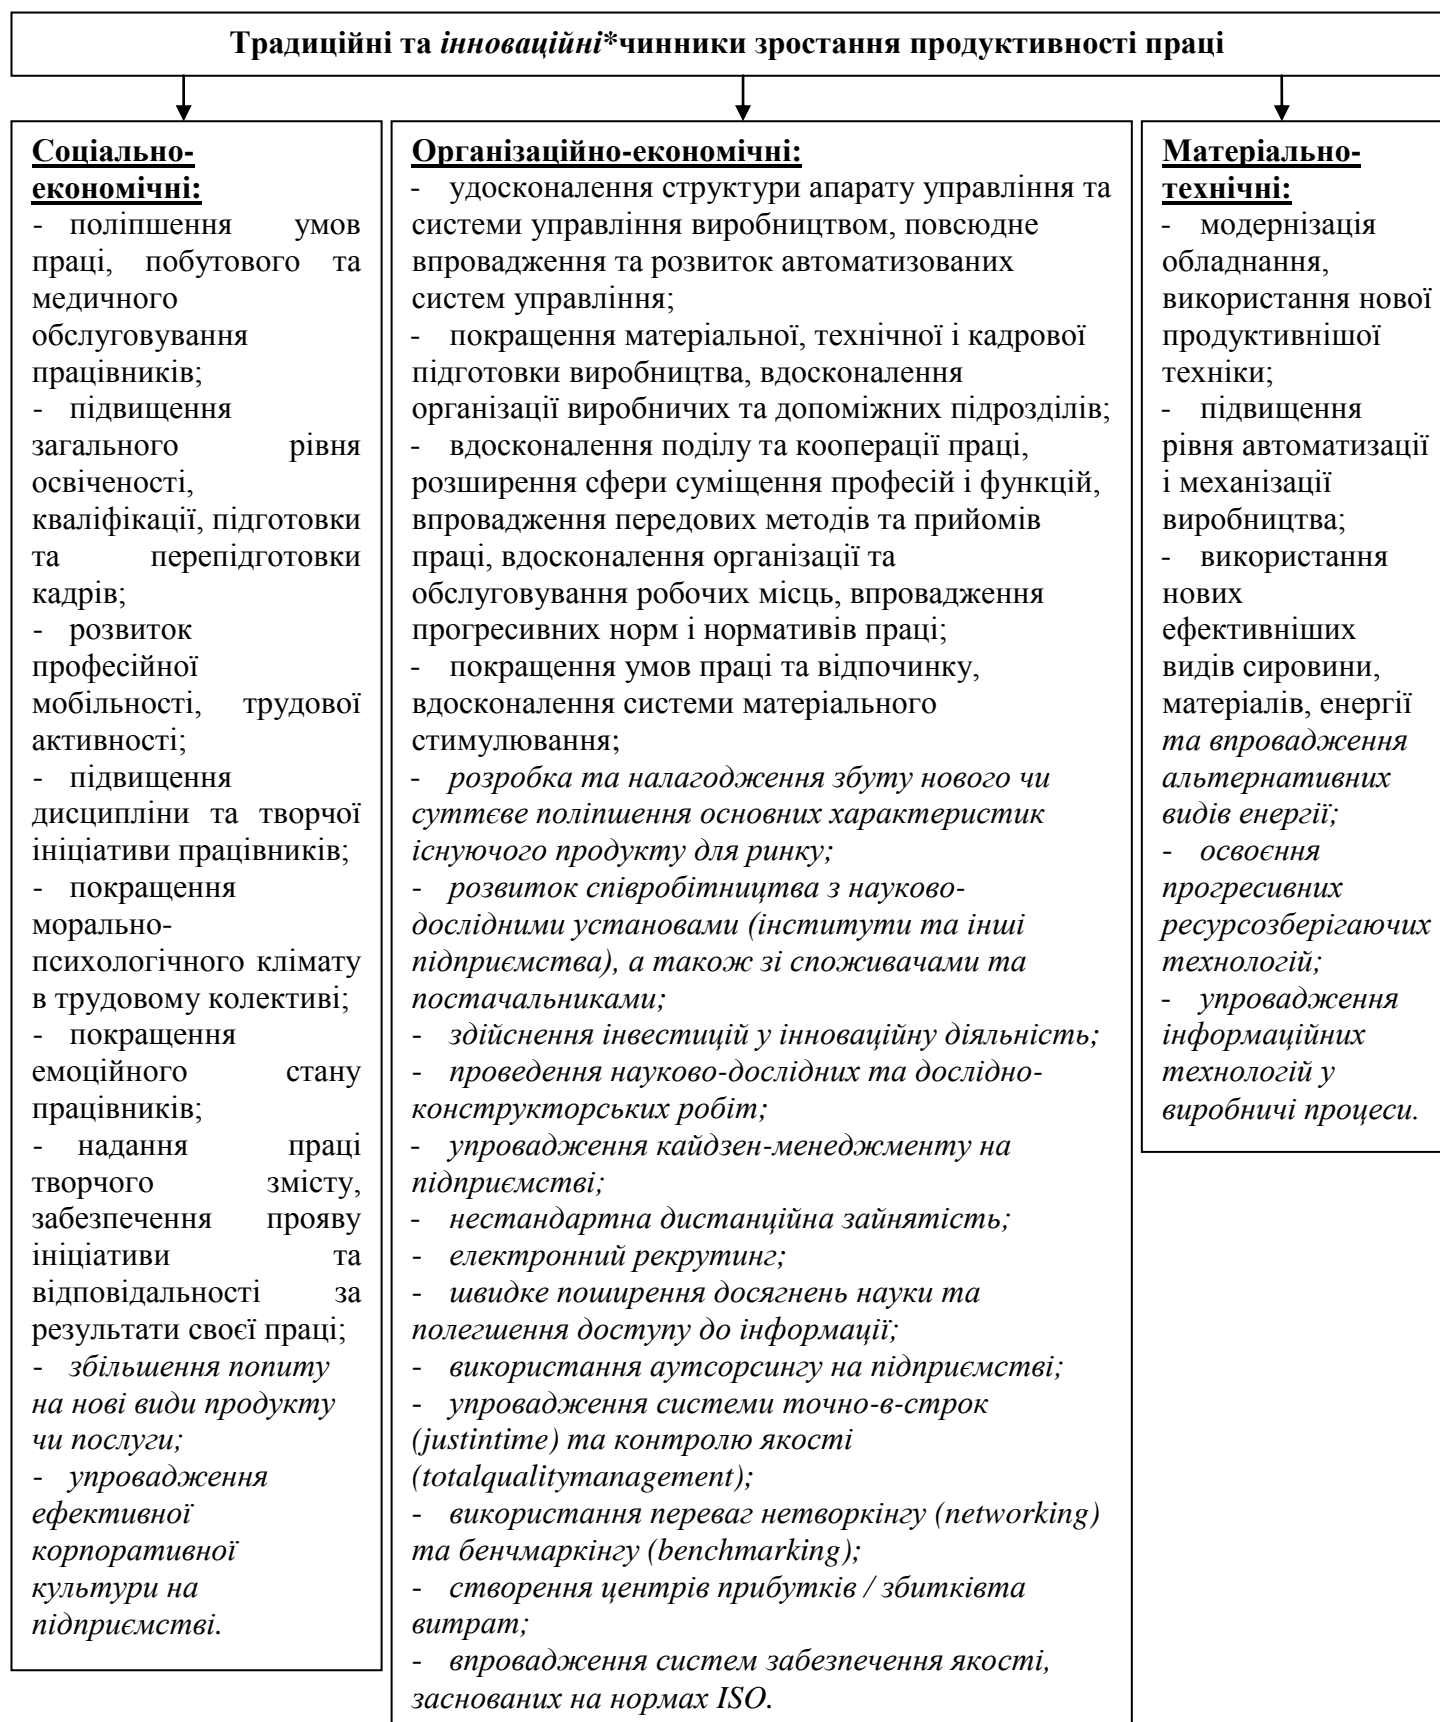 Традиційні та інноваційні*чинники зростання продуктивності праці
Соціально-
економічні:
- поліпшення умов
праці, побутового та
медичного
обслуговування
працівників;
- підвищення
загального рівня
освіченості,
кваліфікації, підготовки
та перепідготовки
кадрів;
- розвиток
професійної
мобільності, трудової
активності;
- підвищення
дисципліни та творчої
ініціативи працівників;
- покращення
морально-
психологічного клімату
в трудовому колективі;
- покращення
емоційного стану
працівників;
- надання праці
творчого змісту,
забезпечення прояву
ініціативи та
відповідальності за
результати своєї праці;
- збільшення попиту
на нові види продукту
чи послуги;
- упровадження
ефективної
корпоративної
культури на
підприємстві.
Організаційно-економічні:
- удосконалення структури апарату управління та
системи управління виробництвом, повсюдне
впровадження та розвиток автоматизованих
систем управління;
- покращення матеріальної, технічної і кадрової
підготовки виробництва, вдосконалення
організації виробничих та допоміжних підрозділів;
- вдосконалення поділу та кооперації праці,
розширення сфери суміщення професій і функцій,
впровадження передових методів та прийомів
праці, вдосконалення організації та
обслуговування робочих місць, впровадження
прогресивних норм і нормативів праці;
- покращення умов праці та відпочинку,
вдосконалення системи матеріального
стимулювання;
- розробка та налагодження збуту нового чи
суттєве поліпшення основних характеристик
існуючого продукту для ринку;
- розвиток співробітництва з науково-
дослідними установами (інститути та інші
підприємства), а також зі споживачами та
постачальниками;
- здійснення інвестицій у інноваційну діяльність;
- проведення науково-дослідних та дослідно-
конструкторських робіт;
- упровадження кайдзен-менеджменту на
підприємстві;
- нестандартна дистанційна зайнятість;
- електронний рекрутинг;
- швидке поширення досягнень науки та
полегшення доступу до інформації;
- використання аутсорсингу на підприємстві;
- упровадження системи точно-в-строк
(justintime) та контролю якості
(totalqualitymanagement);
- використання переваг нетворкінгу (networking)
та бенчмаркінгу (benchmarking);
- створення центрів прибутків / збитківта
витрат;
- впровадження систем забезпечення якості,
заснованих на нормах ISO.
Матеріально-
технічні:
- модернізація
обладнання,
використання нової
продуктивнішої
техніки;
- підвищення
рівня автоматизації
і механізації
виробництва;
- використання
нових
ефективніших
видів сировини,
матеріалів, енергії
та впровадження
альтернативних
видів енергії;
- освоєння
прогресивних
ресурсозберігаючих
технологій;
- упровадження
інформаційних
технологій у
виробничі процеси.